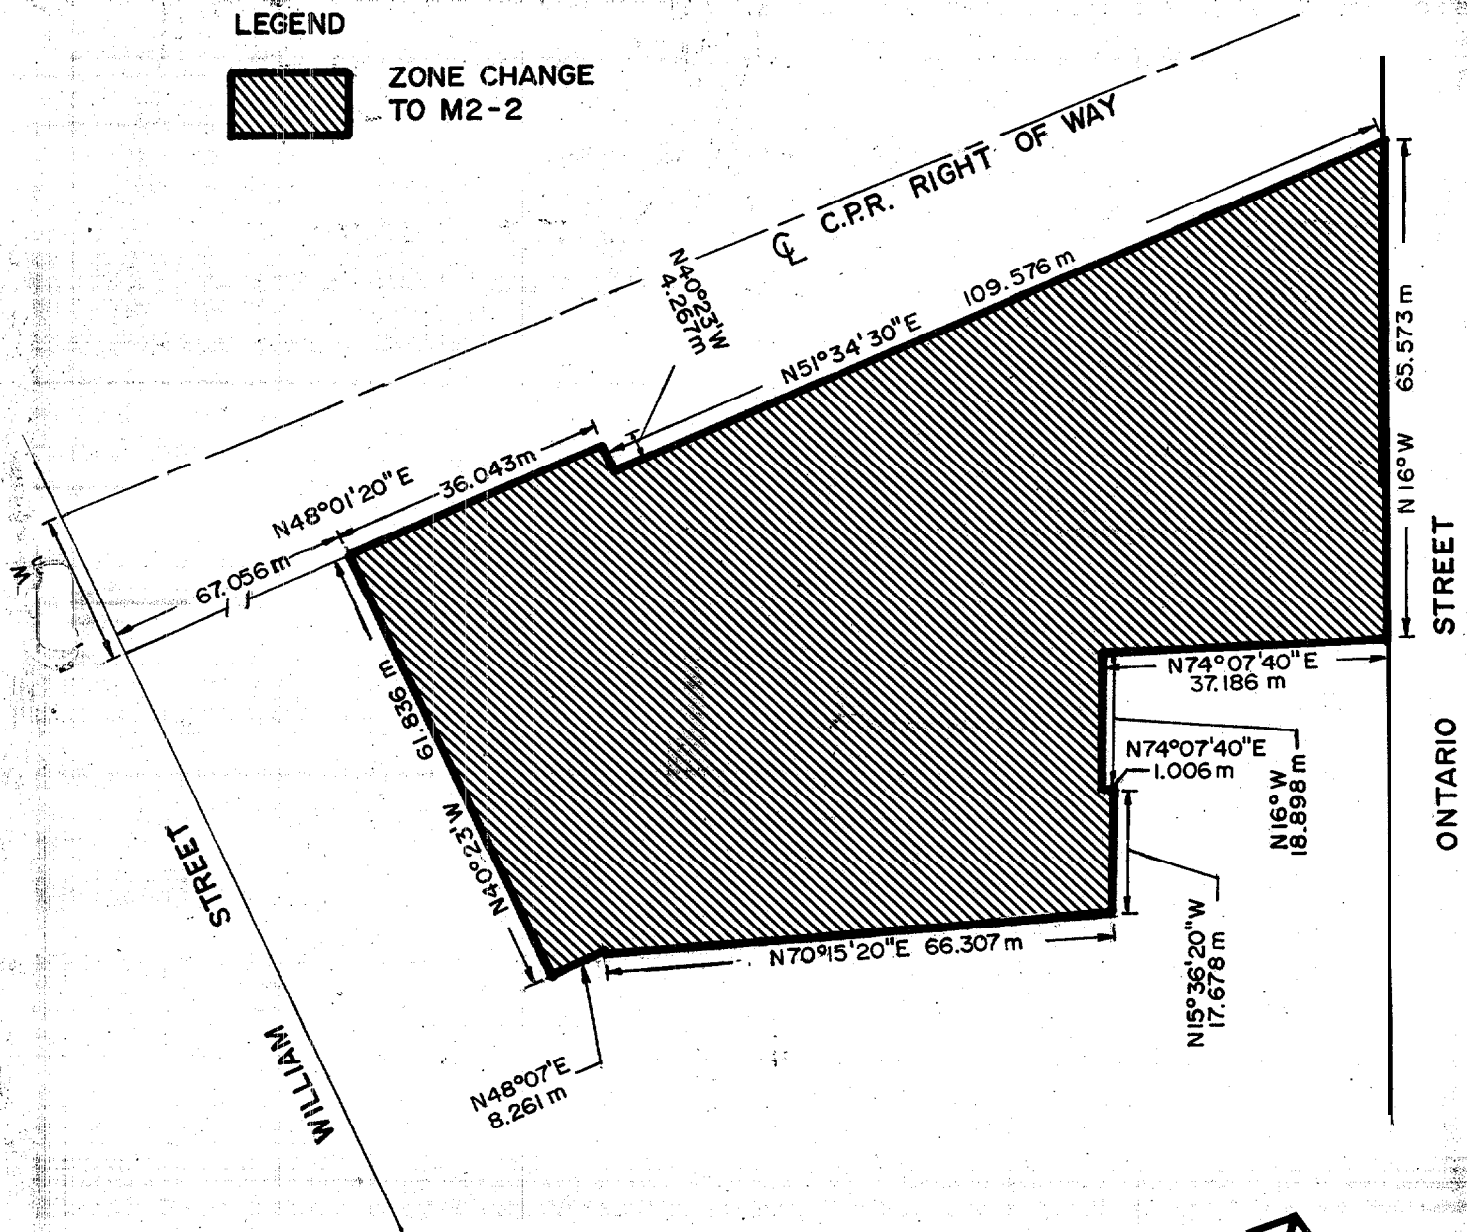 LEGEND
ZONE CHANGE
TO M2-2
C.P.R. RIGHT OF WAY
N40°23'W
4.267m
109.576 m
N51°34'30"E
65.573 m
N16°W
36.043m
N48°01'20"E
67.056 m
61.836 m
N40°23'W
N74°07'40"E
37.186 m
N74°07'40"E
1.006 m
N16°W
18.898 m
N15°36'20"W
17.678 m
N70°15'20"E 66.307 m
N48°07'E
8.261 m
WILLIAM STREET
ONTARIO STREET